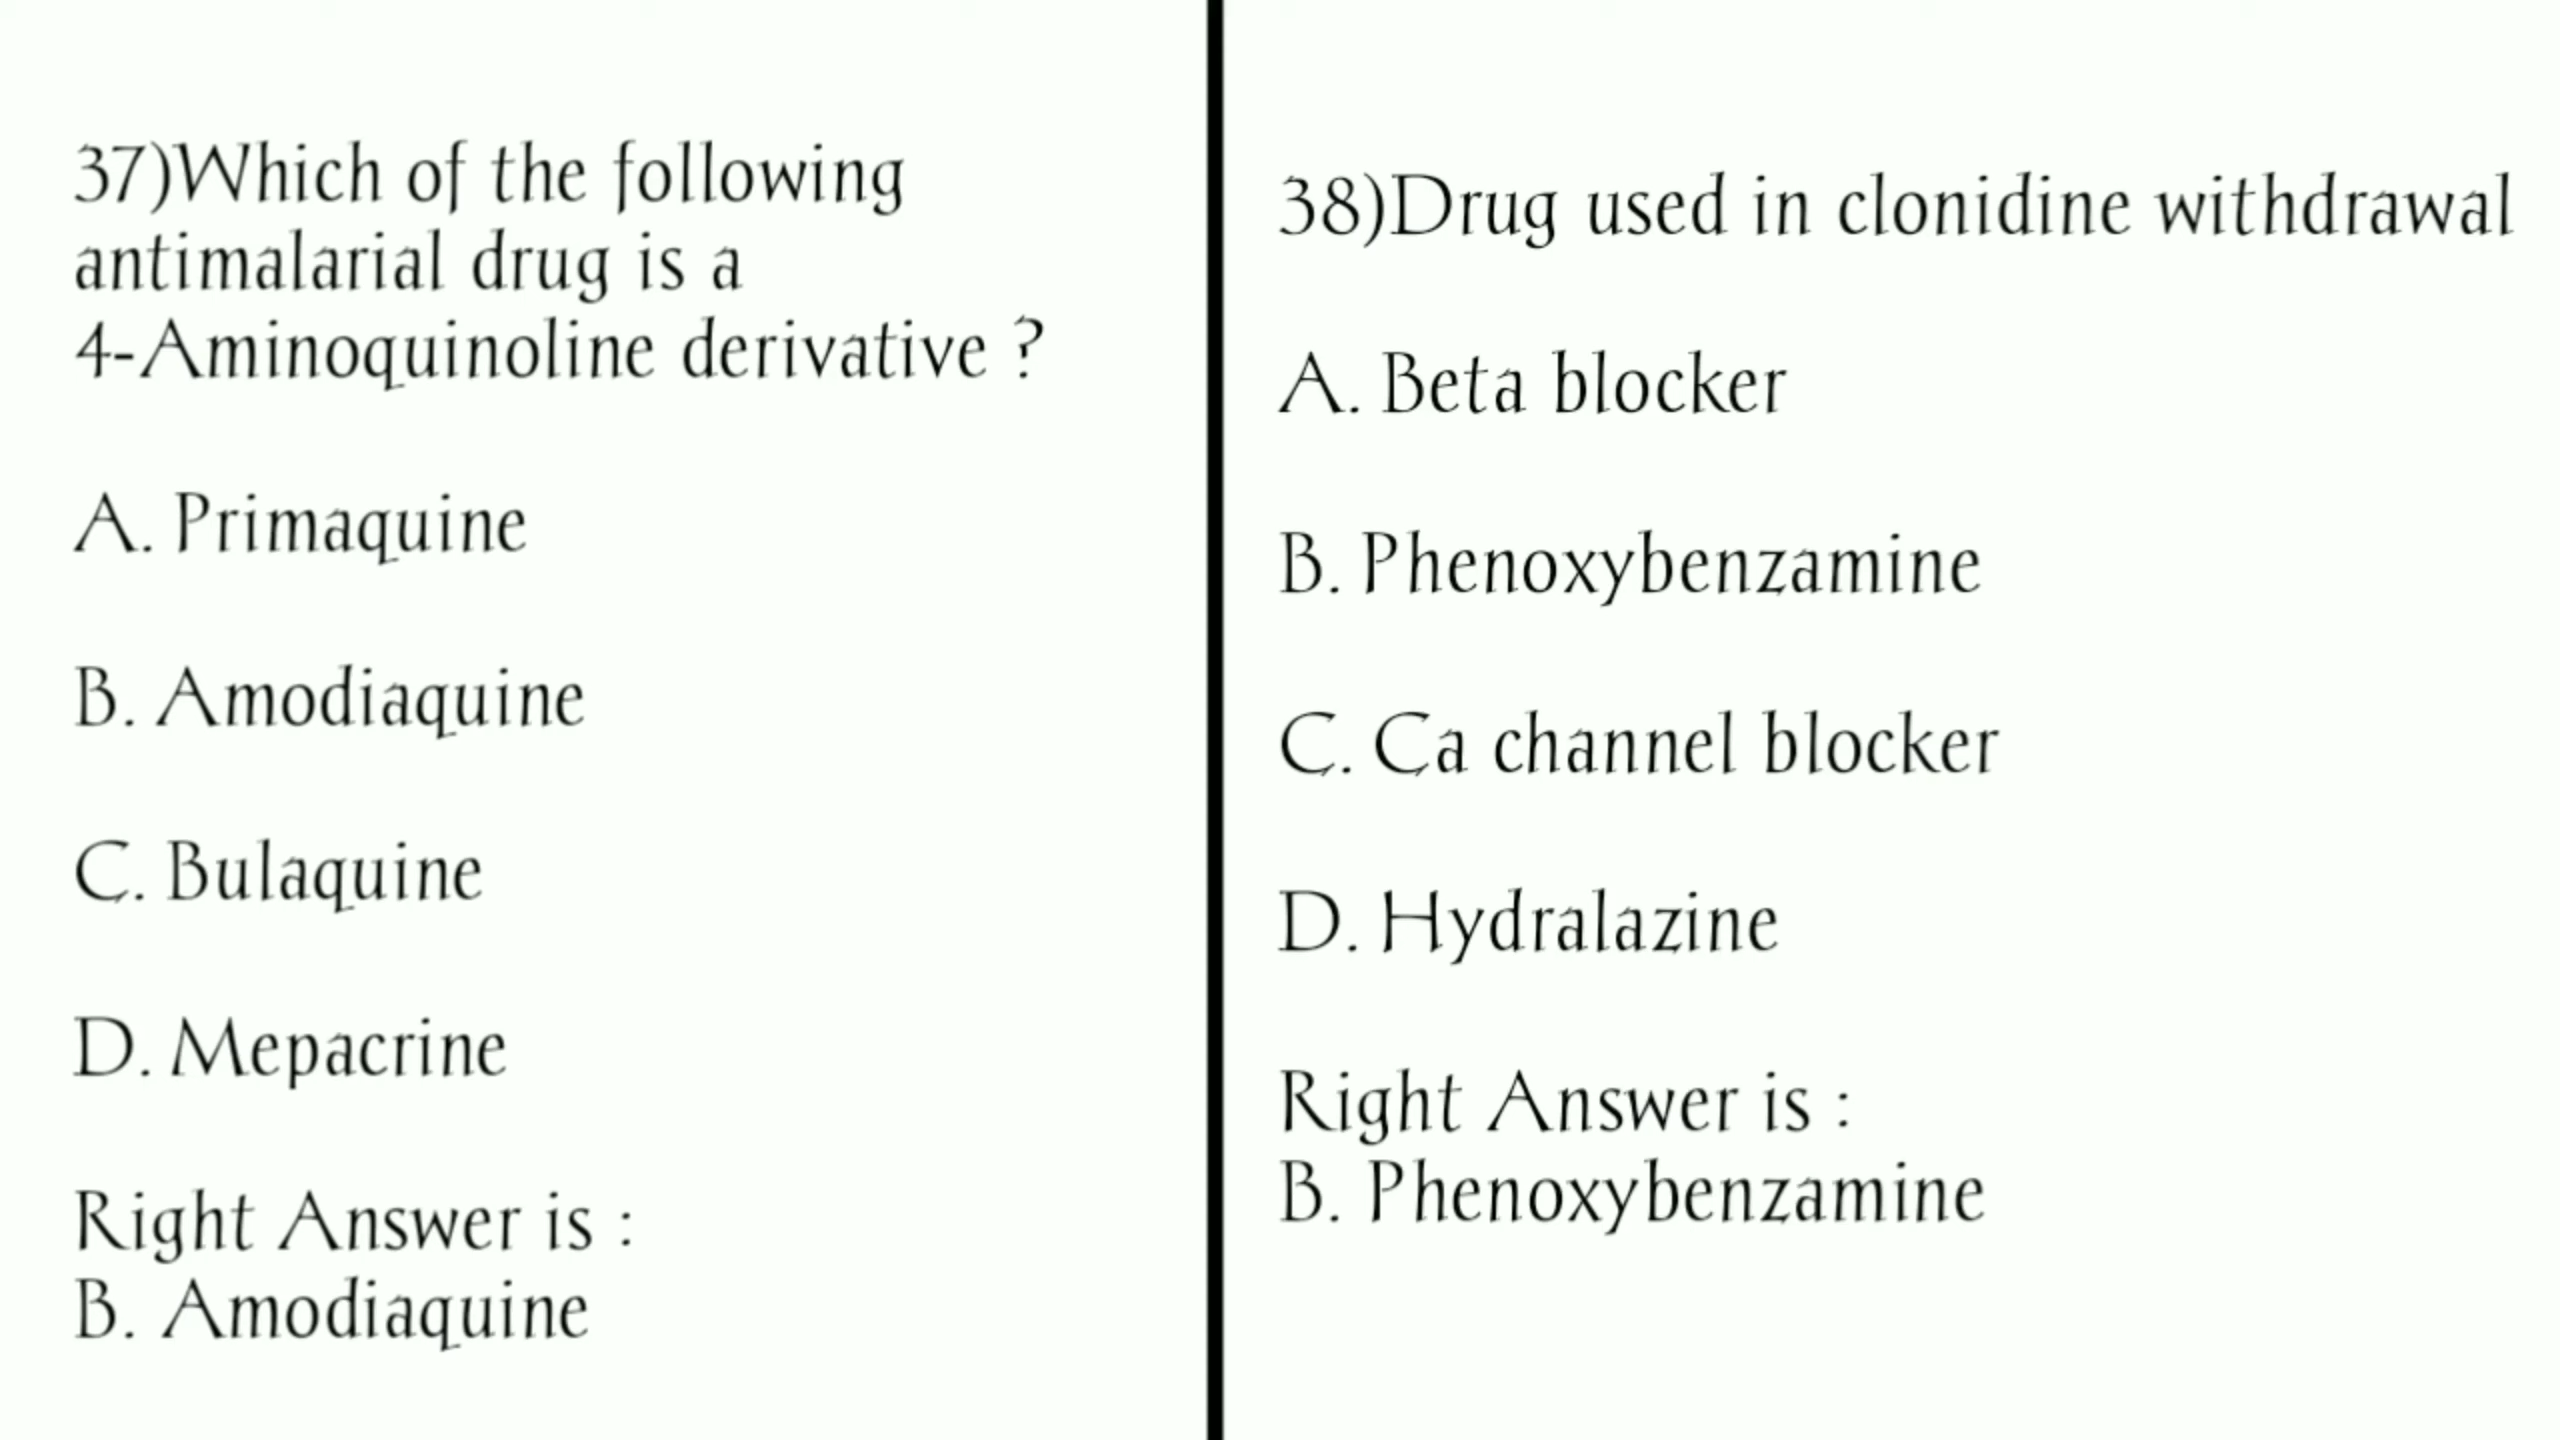 37)Which of the following
antimalarial drug is a
4-Aminoquinoline derivative ?
A. Primaquine
B. Amodiaquine
C. Bulaquine
D. Mepacrine
Right Answer is :
B. Amodiaquine
38)Drug used in clonidine withdrawal
A. Beta blocker
B. Phenoxybenzamine
C. Ca channel blocker
D. Hydralazine
Right Answer is :
B. Phenoxybenzamine